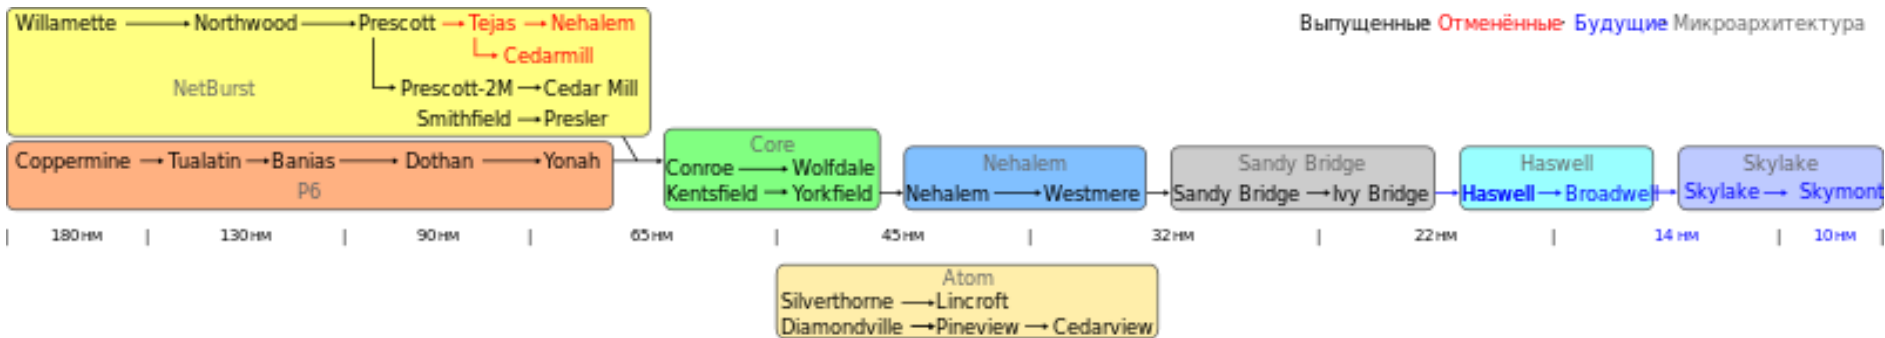 Willamette Northwood Prescott Tejas Nehalem
Выпущенные Отменённые Будущие Микроархитектура
Cedarmill
NetBurst
Prescott-2M Cedar Mill
Smithfield Presler
Coppermine Tualatin Banias Dothan Yonah
P6
Core
Conroe Wolfdale
Kentsfield Yorkfield
Nehalem
Nehalem Westmere
Sandy Bridge
Sandy Bridge Ivy Bridge
Haswell
Haswell Broadwell
Skylake
Skylake Skymont
| 180нм | 130нм | 90нм | 65нм | 45нм | 32нм | 22нм | 14 нм | 10нм |
Atom
Silverthorne Lincroft
Diamondville Pineview Cedarview